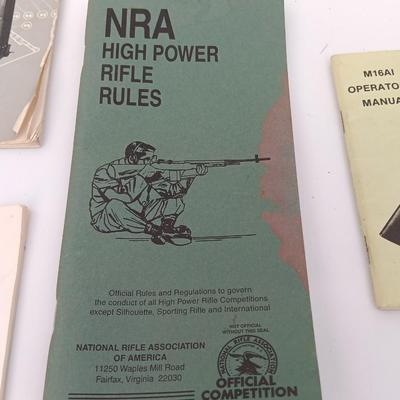 NRA
HIGH POWER
RIFLE
RULES
Official Rules and Regulations to govern
the conduct of all High Power Rifle Competitions
except Silhouette, Sporting Rifle and International
NATIONAL RIFLE ASSOCIATION
OF AMERICA
11250 Waples Mill Road
Fairfax, Virginia 22030
NOT OFFICIAL
WITHOUT THIS SEAL
NATIONAL RIFLE ASSOCIATION
OFFICIAL
COMPETITION
M16A1
OPERATO
MANUA